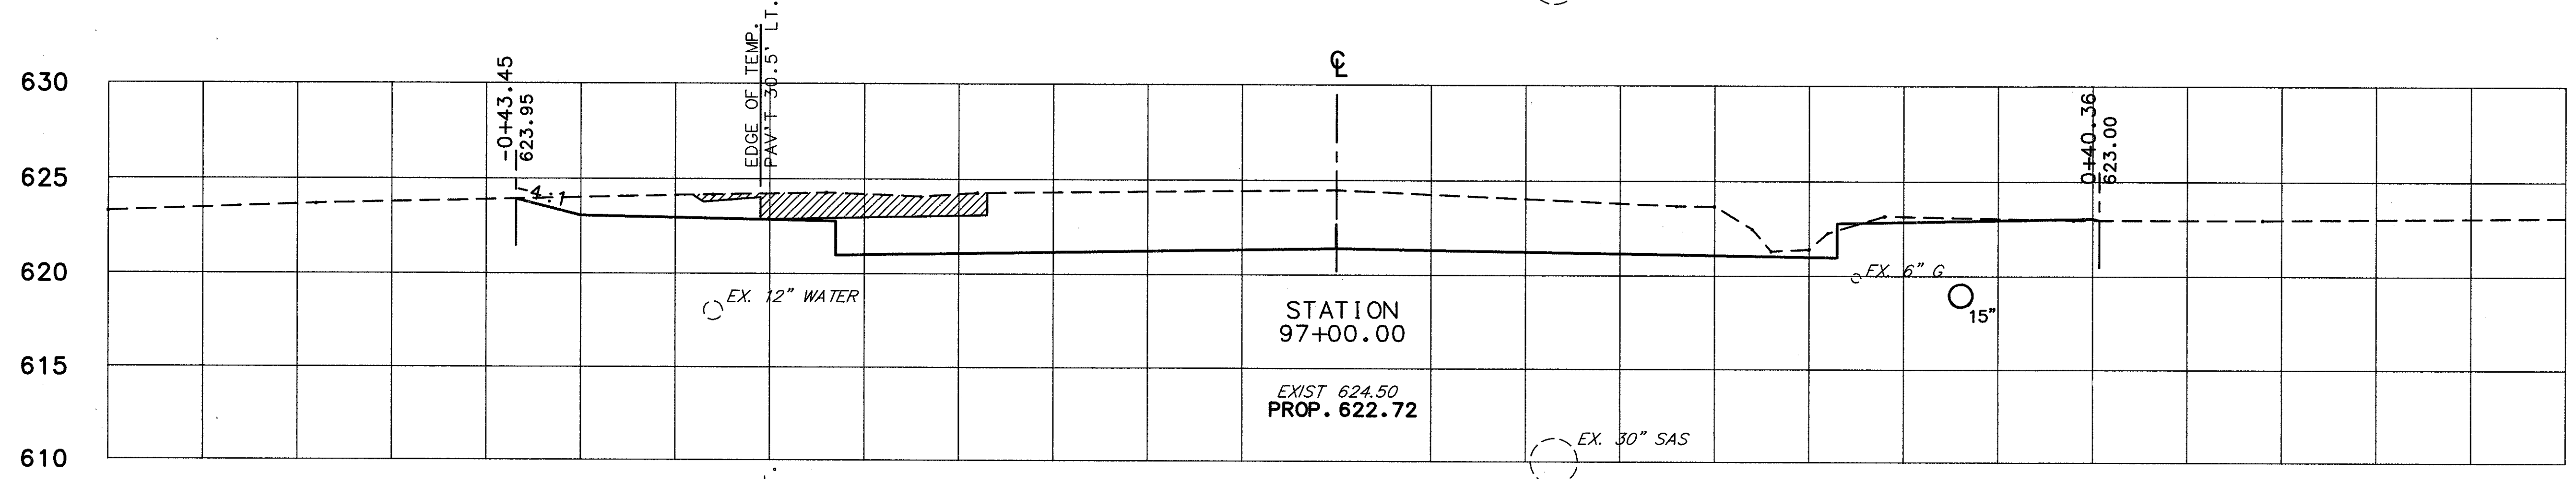 ℄
630
625
620
615
610
-0+43.45
623.95
EDGE OF TEMP.
PAV'T 30.5' LT.
0+40.36
623.00
4:1
EX. 12" WATER
EX. 6" G
15"
STATION
97+00.00
EXIST 624.50
PROP. 622.72
EX. 30" SAS